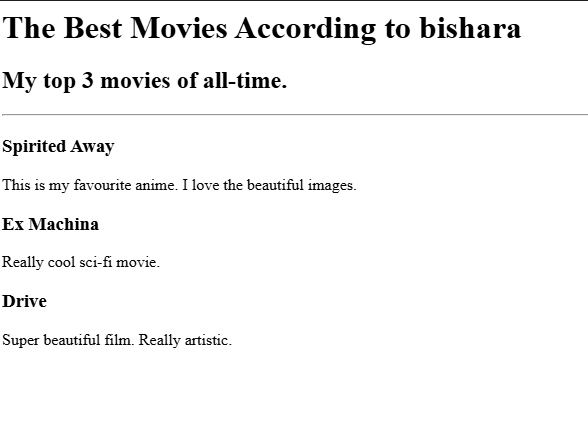 The Best Movies According to bishara
My top 3 movies of all-time.
Spirited Away
This is my favourite anime. I love the beautiful images.
Ex Machina
Really cool sci-fi movie.
Drive
Super beautiful film. Really artistic.